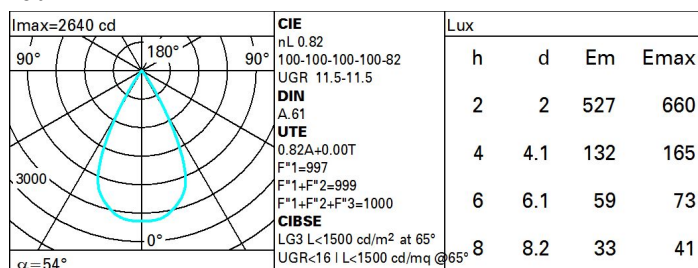 Imax=2640 cd
90°
180°
90°
3000
0°
α=54°
CIE
nL 0.82
100-100-100-100-82
UGR 11.5-11.5
DIN
A.61
UTE
0.82A+0.00T
F"1=997
F"1+F"2=999
F"1+F"2+F"3=1000
CIBSE
LG3 L<1500 cd/m² at 65°
UGR<16 | L<1500 cd/mq @65°
Lux
h d Em Emax
2 2 527 660
4 4.1 132 165
6 6.1 59 73
8 8.2 33 41